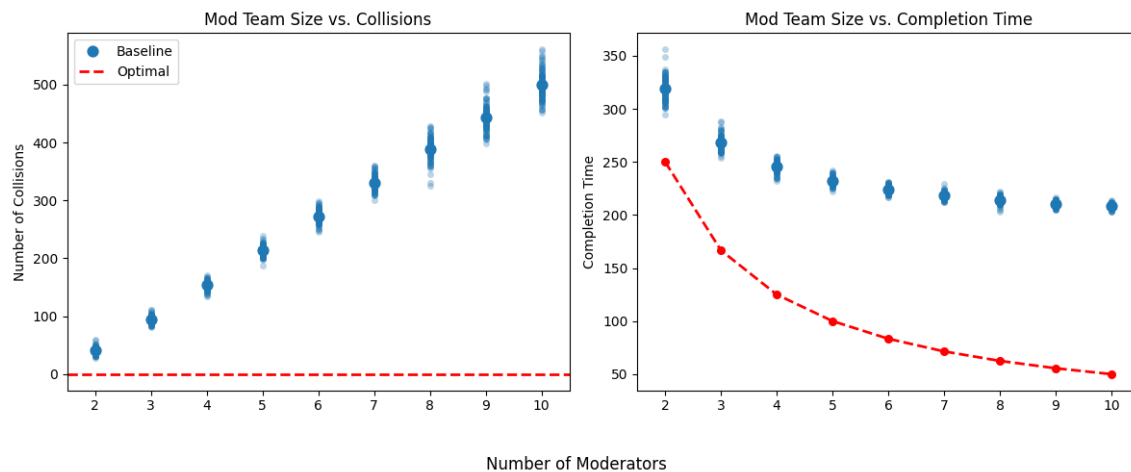 Mod Team Size vs. Collisions
Number of Collisions
500
400
300
200
100
0
Baseline
Optimal
2 3 4 5 6 7 8 9 10
Mod Team Size vs. Completion Time
Completion Time
350
300
250
200
150
100
50
2 3 4 5 6 7 8 9 10
Number of Moderators